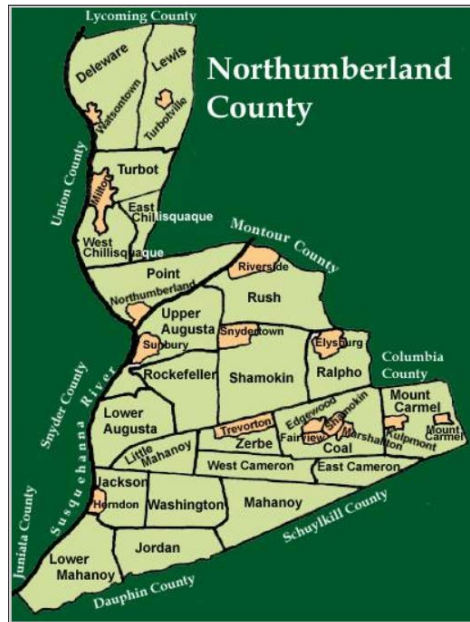 Lycoming County
Northumberland
County
Deleware
Lewis
Watsontown
Turbotville
Union County
Turbot
Milton
East
Chillisquaque
West
Chillisquaque
Montour County
Point
Northumberland
Riverside
Rush
Upper
Augusta
Snydertown
Sunbury
Elysburg
Columbia
County
Rockefeller
Shamokin
Ralpho
Snyder County
Susquehanna River
Lower
Augusta
Mount
Carmel
Edgewood
Shamokin
Trevorton
Fairview
Marshallton
Kulpmont
Mount
Carmel
Little
Mahanoy
Zerbe
Coal
West Cameron
East Cameron
Jackson
Herndon
Washington
Mahanoy
Schuylkill County
Juniata County
Lower
Mahanoy
Jordan
Dauphin County